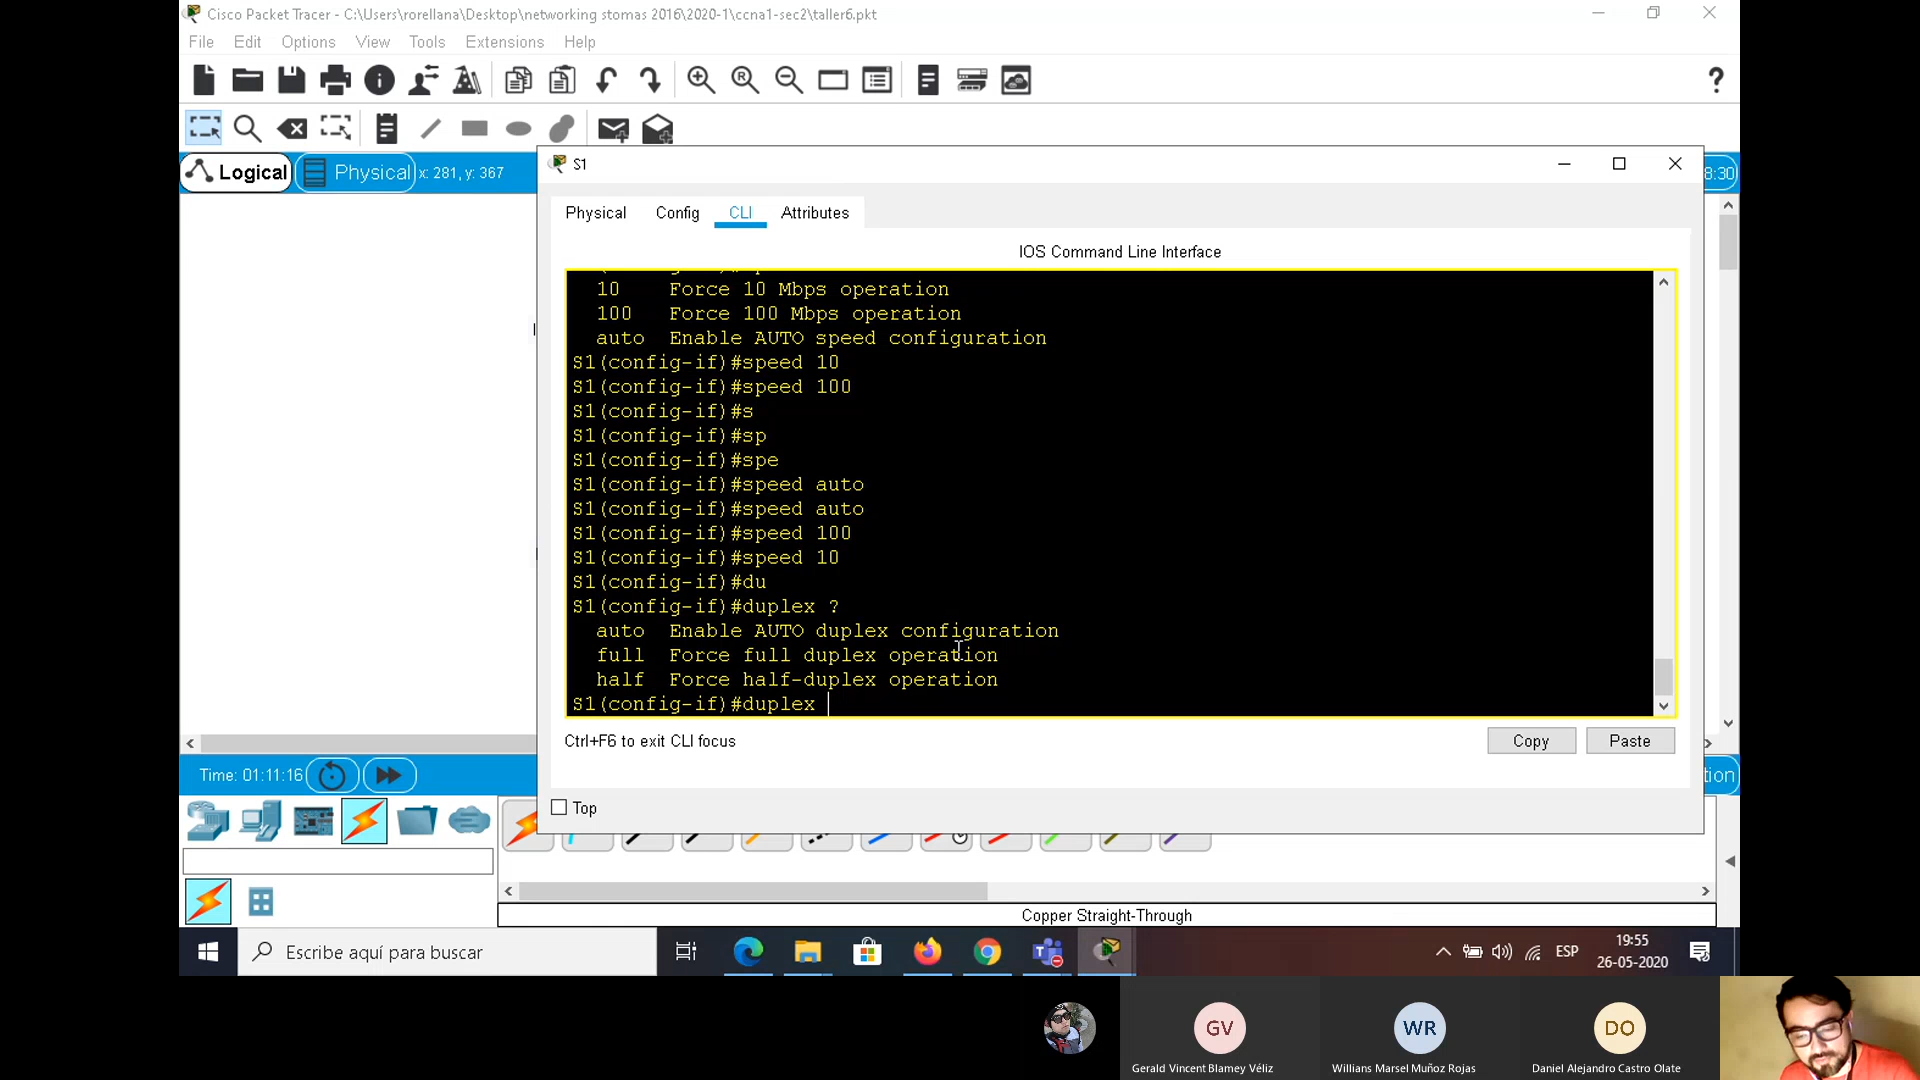 Cisco Packet Tracer - C:\Users\rorellana\Desktop\networking stomas 2016\2020-1\ccna1-sec2\taller6.pkt
File Edit Options View Tools Extensions Help
Logical Physical x: 281, y: 367
8:30
S1
Physical Config CLI Attributes
IOS Command Line Interface
10 Force 10 Mbps operation
100 Force 100 Mbps operation
auto Enable AUTO speed configuration
S1(config-if)#speed 10
S1(config-if)#speed 100
S1(config-if)#s
S1(config-if)#sp
S1(config-if)#spe
S1(config-if)#speed auto
S1(config-if)#speed auto
S1(config-if)#speed 100
S1(config-if)#speed 10
S1(config-if)#du
S1(config-if)#duplex ?
auto Enable AUTO duplex configuration
full Force full duplex operation
half Force half-duplex operation
S1(config-if)#duplex
Ctrl+F6 to exit CLI focus
Copy Paste
Time: 01:11:16
tion
Top
Copper Straight-Through
Escribe aquí para buscar
ESP
19:55
26-05-2020
GV
WR
DO
Gerald Vincent Blamey Véliz
Willians Marsel Muñoz Rojas
Daniel Alejandro Castro Olate